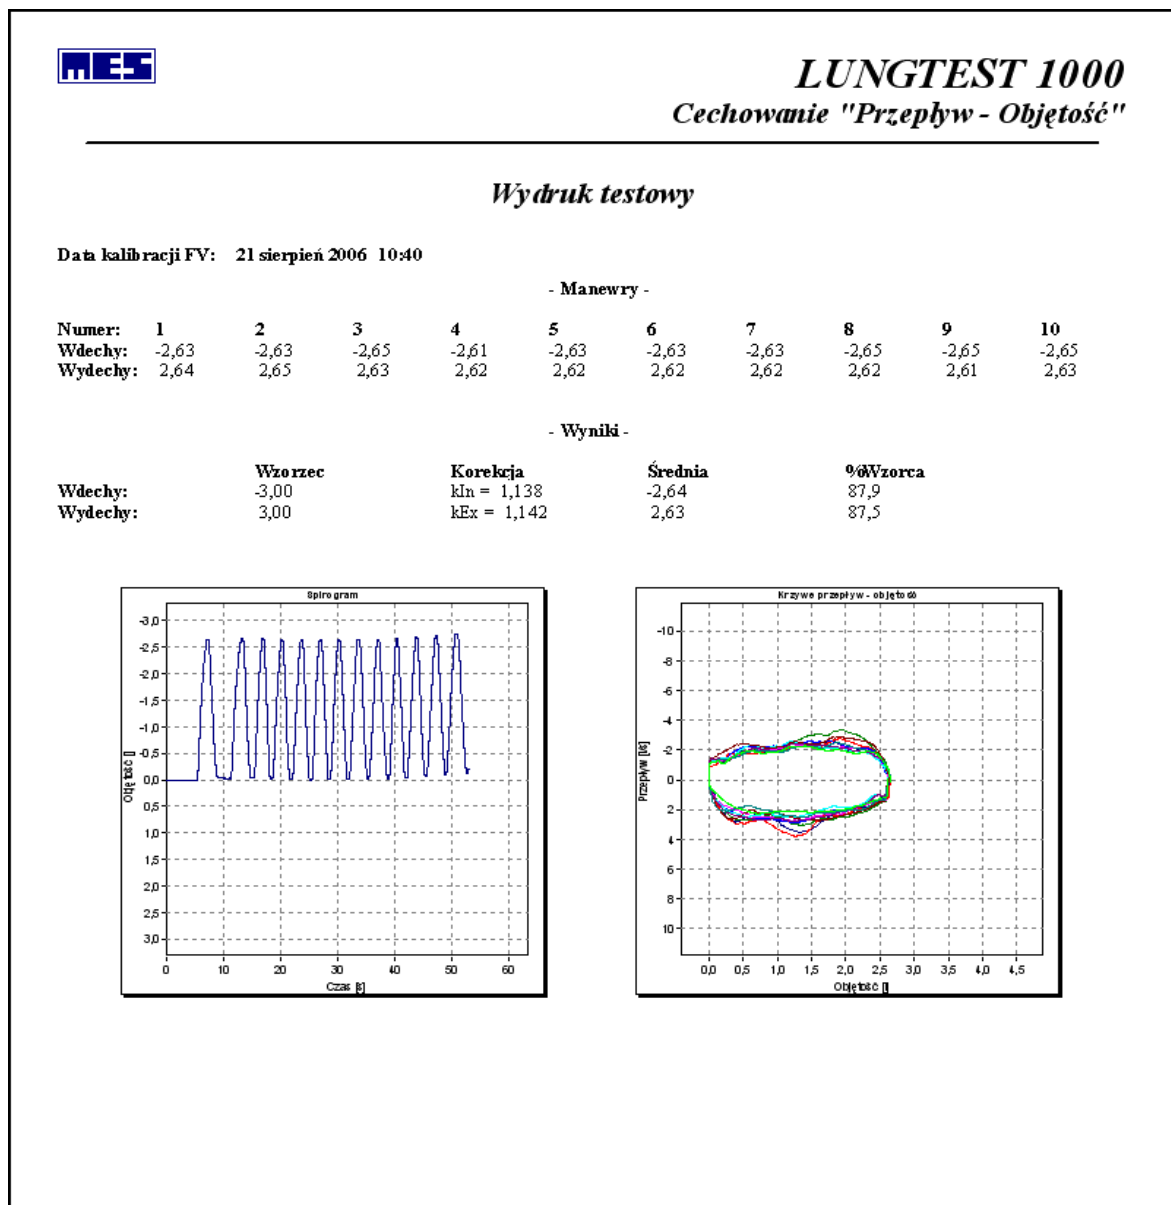 mES
LUNGTEST 1000
Cechowanie "Przepływ - Objętość"
Wydruk testowy
Data kalibracji FV: 21 sierpień 2006 10:40
- Manewry -
Numer: 1 2 3 4 5 6 7 8 9 10
Wdechy: -2,63 -2,63 -2,65 -2,61 -2,63 -2,63 -2,63 -2,65 -2,65 -2,65
Wydechy: 2,64 2,65 2,63 2,62 2,62 2,62 2,62 2,62 2,61 2,63
- Wyniki -
Wzorzec Korekcja Średnia %Wzorca
Wdechy: -3,00 kIn = 1,138 -2,64 87,9
Wydechy: 3,00 kEx = 1,142 2,63 87,5
Spirogram
-3,0
-2,5
-2,0
-1,5
-1,0
-0,5
0,0
0,5
1,0
1,5
2,0
2,5
3,0
Objętość [l]
0 10 20 30 40 50 60
Czas [s]
Krzywe przepływ - objętość
-10
-8
-6
-4
-2
0
2
4
6
8
10
Przepływ [l/s]
0,0 0,5 1,0 1,5 2,0 2,5 3,0 3,5 4,0 4,5
Objętość [l]